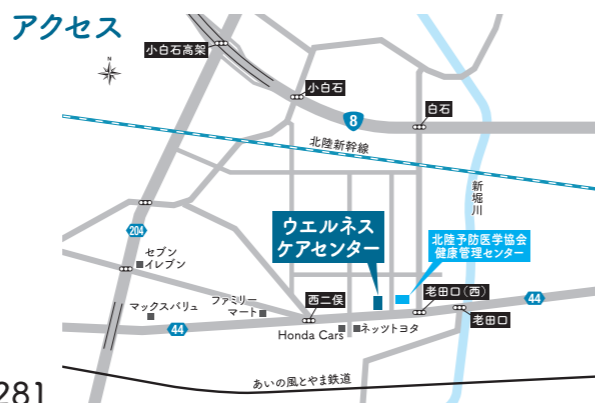 アクセス
N
小白石高架
小白石
白石
8
北陸新幹線
新堀川
204
ウエルネス
ケアセンター
北陸予防医学協会
健康管理センター
セブン
イレブン
マックスバリュ
ファミリー
マート
西二俣
老田口(西)
44
44
Honda Cars
ネッツトヨタ
老田口
あいの風とやま鉄道
281